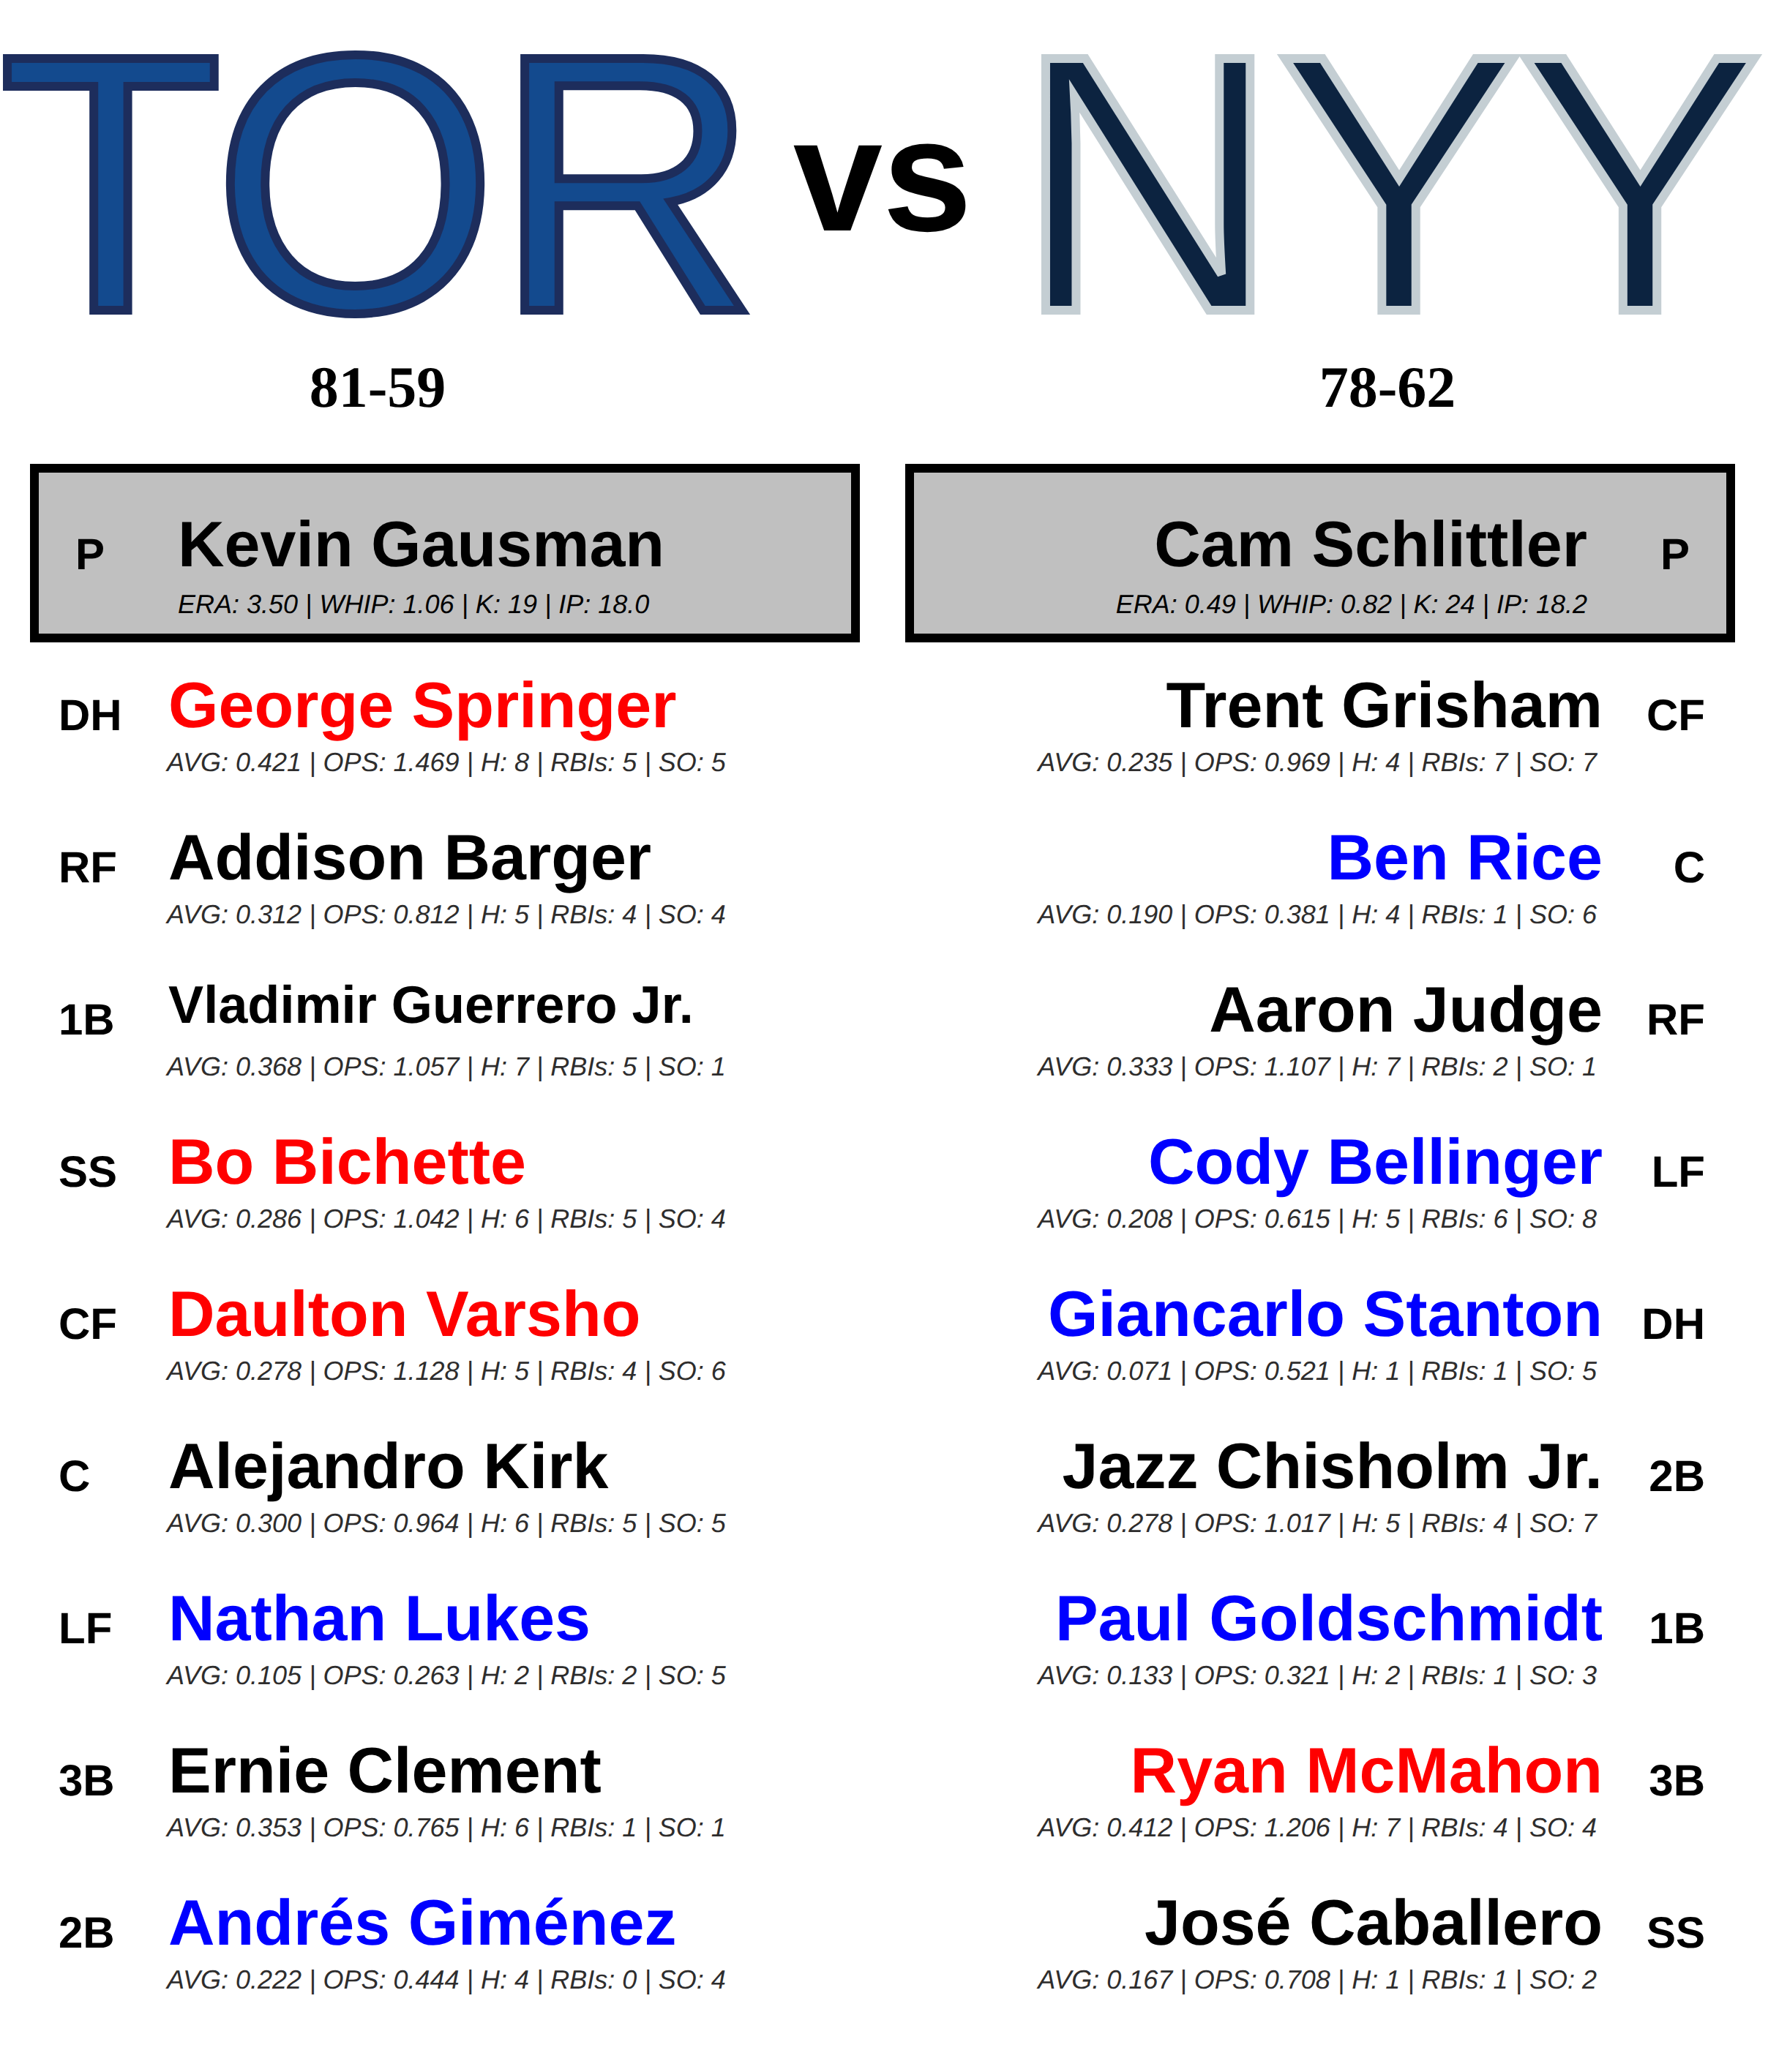 TOR vs NYY
81-59
78-62
P Kevin Gausman
ERA: 3.50 | WHIP: 1.06 | K: 19 | IP: 18.0
Cam Schlittler P
ERA: 0.49 | WHIP: 0.82 | K: 24 | IP: 18.2
DH George Springer
AVG: 0.421 | OPS: 1.469 | H: 8 | RBIs: 5 | SO: 5
RF Addison Barger
AVG: 0.312 | OPS: 0.812 | H: 5 | RBIs: 4 | SO: 4
1B Vladimir Guerrero Jr.
AVG: 0.368 | OPS: 1.057 | H: 7 | RBIs: 5 | SO: 1
SS Bo Bichette
AVG: 0.286 | OPS: 1.042 | H: 6 | RBIs: 5 | SO: 4
CF Daulton Varsho
AVG: 0.278 | OPS: 1.128 | H: 5 | RBIs: 4 | SO: 6
C Alejandro Kirk
AVG: 0.300 | OPS: 0.964 | H: 6 | RBIs: 5 | SO: 5
LF Nathan Lukes
AVG: 0.105 | OPS: 0.263 | H: 2 | RBIs: 2 | SO: 5
3B Ernie Clement
AVG: 0.353 | OPS: 0.765 | H: 6 | RBIs: 1 | SO: 1
2B Andrés Giménez
AVG: 0.222 | OPS: 0.444 | H: 4 | RBIs: 0 | SO: 4
Trent Grisham CF
AVG: 0.235 | OPS: 0.969 | H: 4 | RBIs: 7 | SO: 7
Ben Rice C
AVG: 0.190 | OPS: 0.381 | H: 4 | RBIs: 1 | SO: 6
Aaron Judge RF
AVG: 0.333 | OPS: 1.107 | H: 7 | RBIs: 2 | SO: 1
Cody Bellinger LF
AVG: 0.208 | OPS: 0.615 | H: 5 | RBIs: 6 | SO: 8
Giancarlo Stanton DH
AVG: 0.071 | OPS: 0.521 | H: 1 | RBIs: 1 | SO: 5
Jazz Chisholm Jr. 2B
AVG: 0.278 | OPS: 1.017 | H: 5 | RBIs: 4 | SO: 7
Paul Goldschmidt 1B
AVG: 0.133 | OPS: 0.321 | H: 2 | RBIs: 1 | SO: 3
Ryan McMahon 3B
AVG: 0.412 | OPS: 1.206 | H: 7 | RBIs: 4 | SO: 4
José Caballero SS
AVG: 0.167 | OPS: 0.708 | H: 1 | RBIs: 1 | SO: 2